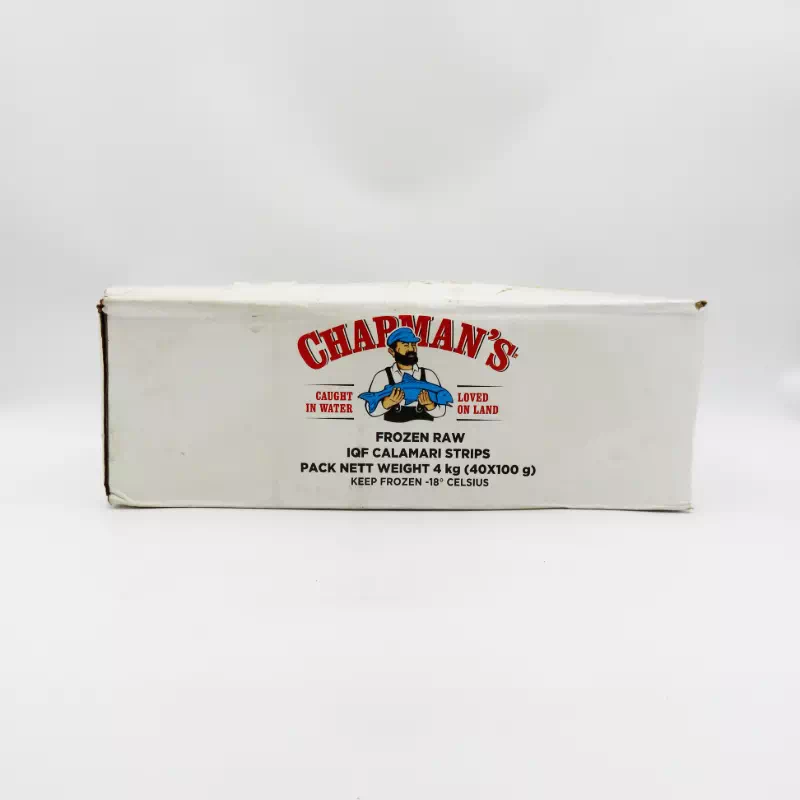 CHAPMAN'S
CAUGHT
IN WATER
LOVED
ON LAND
FROZEN RAW
IQF CALAMARI STRIPS
PACK NETT WEIGHT 4 kg (40X100 g)
KEEP FROZEN -18° CELSIUS